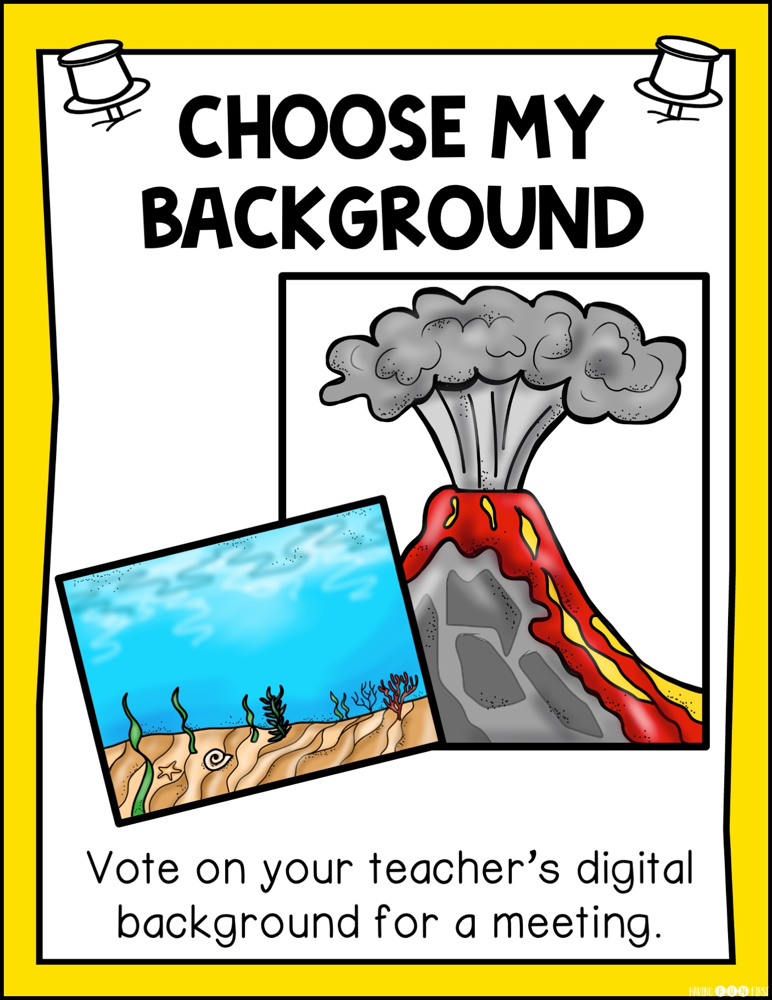 CHOOSE MY
BACKGROUND
Vote on your teacher's digital
background for a meeting.
HAVING FUN FIRST